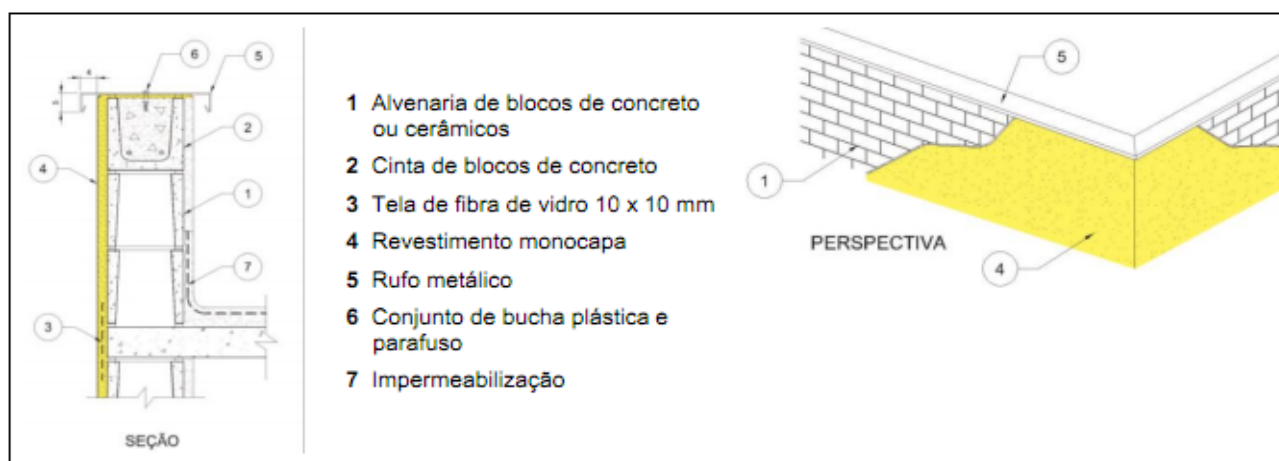 6
5
4
5
2
4
1
7
3
SEÇÃO
1 Alvenaria de blocos de concreto
ou cerâmicos
2 Cinta de blocos de concreto
3 Tela de fibra de vidro 10 x 10 mm
4 Revestimento monocapa
5 Rufo metálico
6 Conjunto de bucha plástica e
parafuso
7 Impermeabilização
5
1
PERSPECTIVA
4